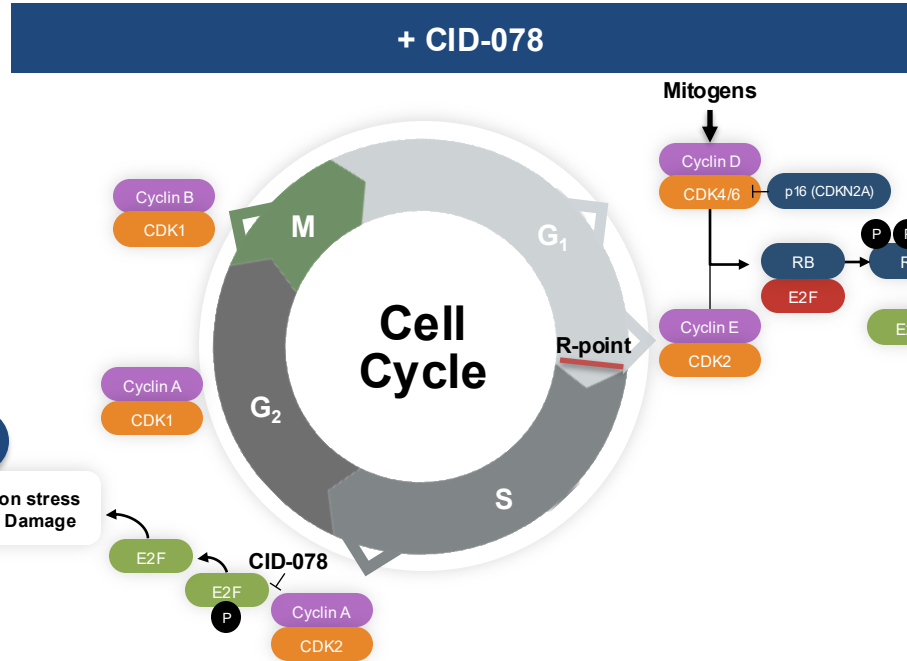 + CID-078
Mitogens
Cyclin D
CDK4/6
p16 (CDKN2A)
Cyclin B
CDK1
M
G₁
P
RB
E2F
Cell
Cycle
R-point
Cyclin E
CDK2
Cyclin A
CDK1
G₂
S
on stress
Damage
E2F
CID-078
E2F
P
Cyclin A
CDK2